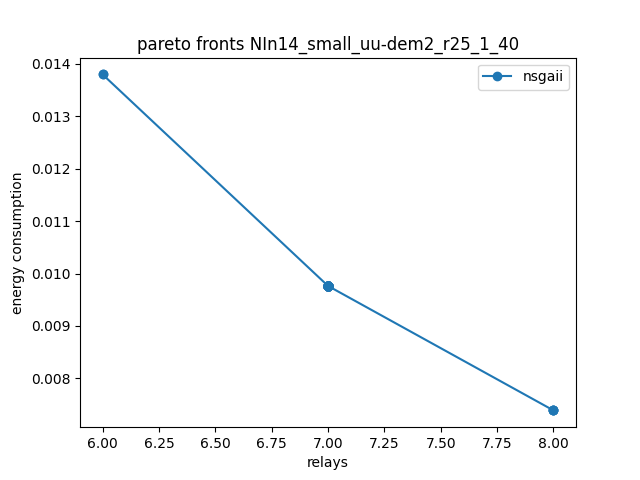 pareto fronts NIn14_small_uu-dem2_r25_1_40
nsgaii
energy consumption
0.014
0.013
0.012
0.011
0.010
0.009
0.008
6.00 6.25 6.50 6.75 7.00 7.25 7.50 7.75 8.00
relays